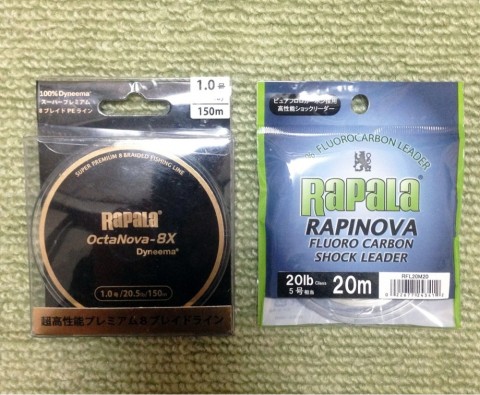 100% Dyneema®
スーパープレミアム
8ブレイドPEライン
1.0号
150m
SUPER PREMIUM 8 BRAIDED FISHING LINE
RAPALA
OctaNova-8X
Dyneema®
1.0号/20.5lb/150m
超高性能プレミアム8ブレイドライン
ピュアフロロカーボン採用
高性能ショックリーダー
FLUOROCARBON LEADER
RAPALA
RAPINOVA
FLUORO CARBON
SHOCK LEADER
RFL20M20
20lb Class
5号相当
20m